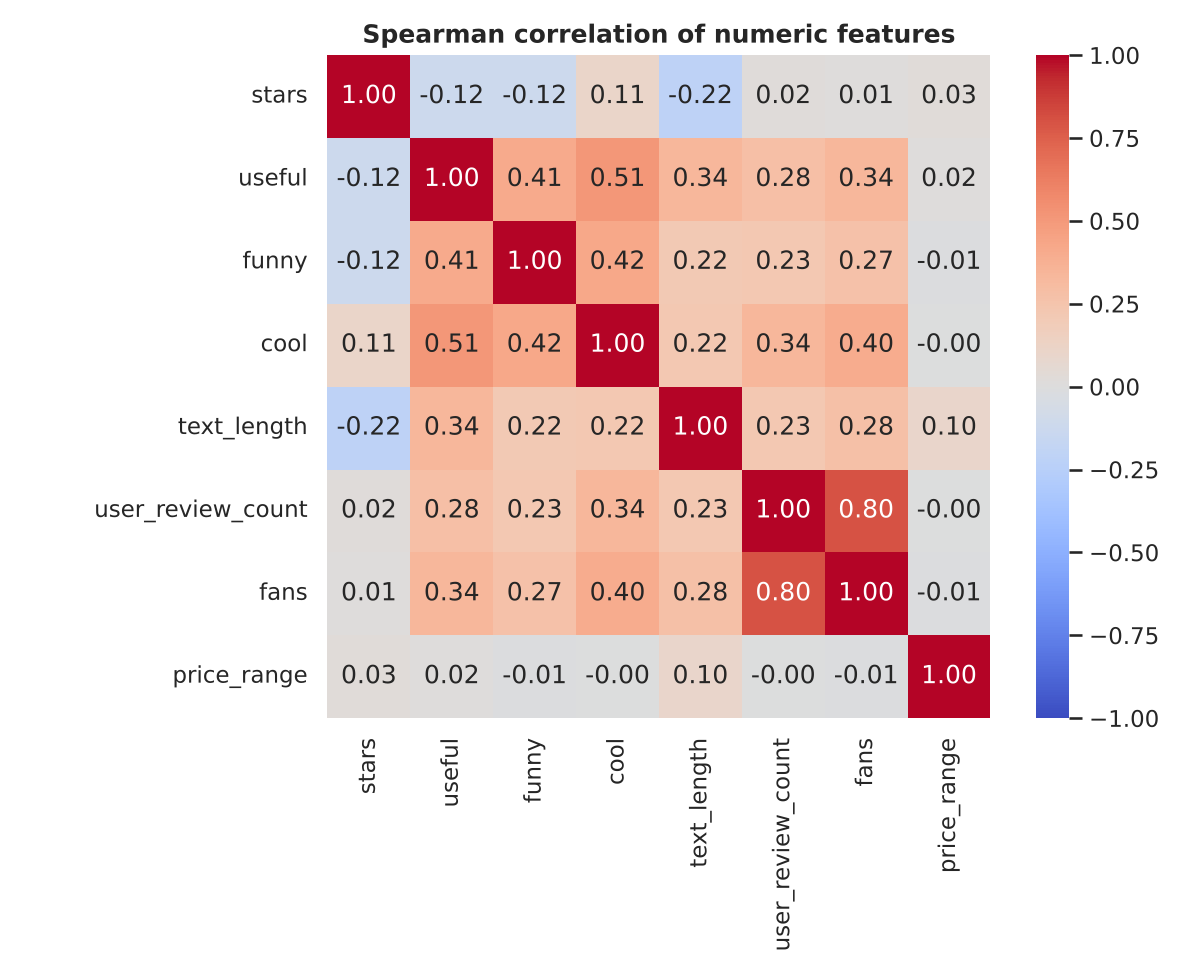 Spearman correlation of numeric features
stars 1.00 -0.12 -0.12 0.11 -0.22 0.02 0.01 0.03
useful -0.12 1.00 0.41 0.51 0.34 0.28 0.34 0.02
funny -0.12 0.41 1.00 0.42 0.22 0.23 0.27 -0.01
cool 0.11 0.51 0.42 1.00 0.22 0.34 0.40 -0.00
text_length -0.22 0.34 0.22 0.22 1.00 0.23 0.28 0.10
user_review_count 0.02 0.28 0.23 0.34 0.23 1.00 0.80 -0.00
fans 0.01 0.34 0.27 0.40 0.28 0.80 1.00 -0.01
price_range 0.03 0.02 -0.01 -0.00 0.10 -0.00 -0.01 1.00
stars
useful
funny
cool
text_length
user_review_count
fans
price_range
1.00
0.75
0.50
0.25
0.00
−0.25
−0.50
−0.75
−1.00